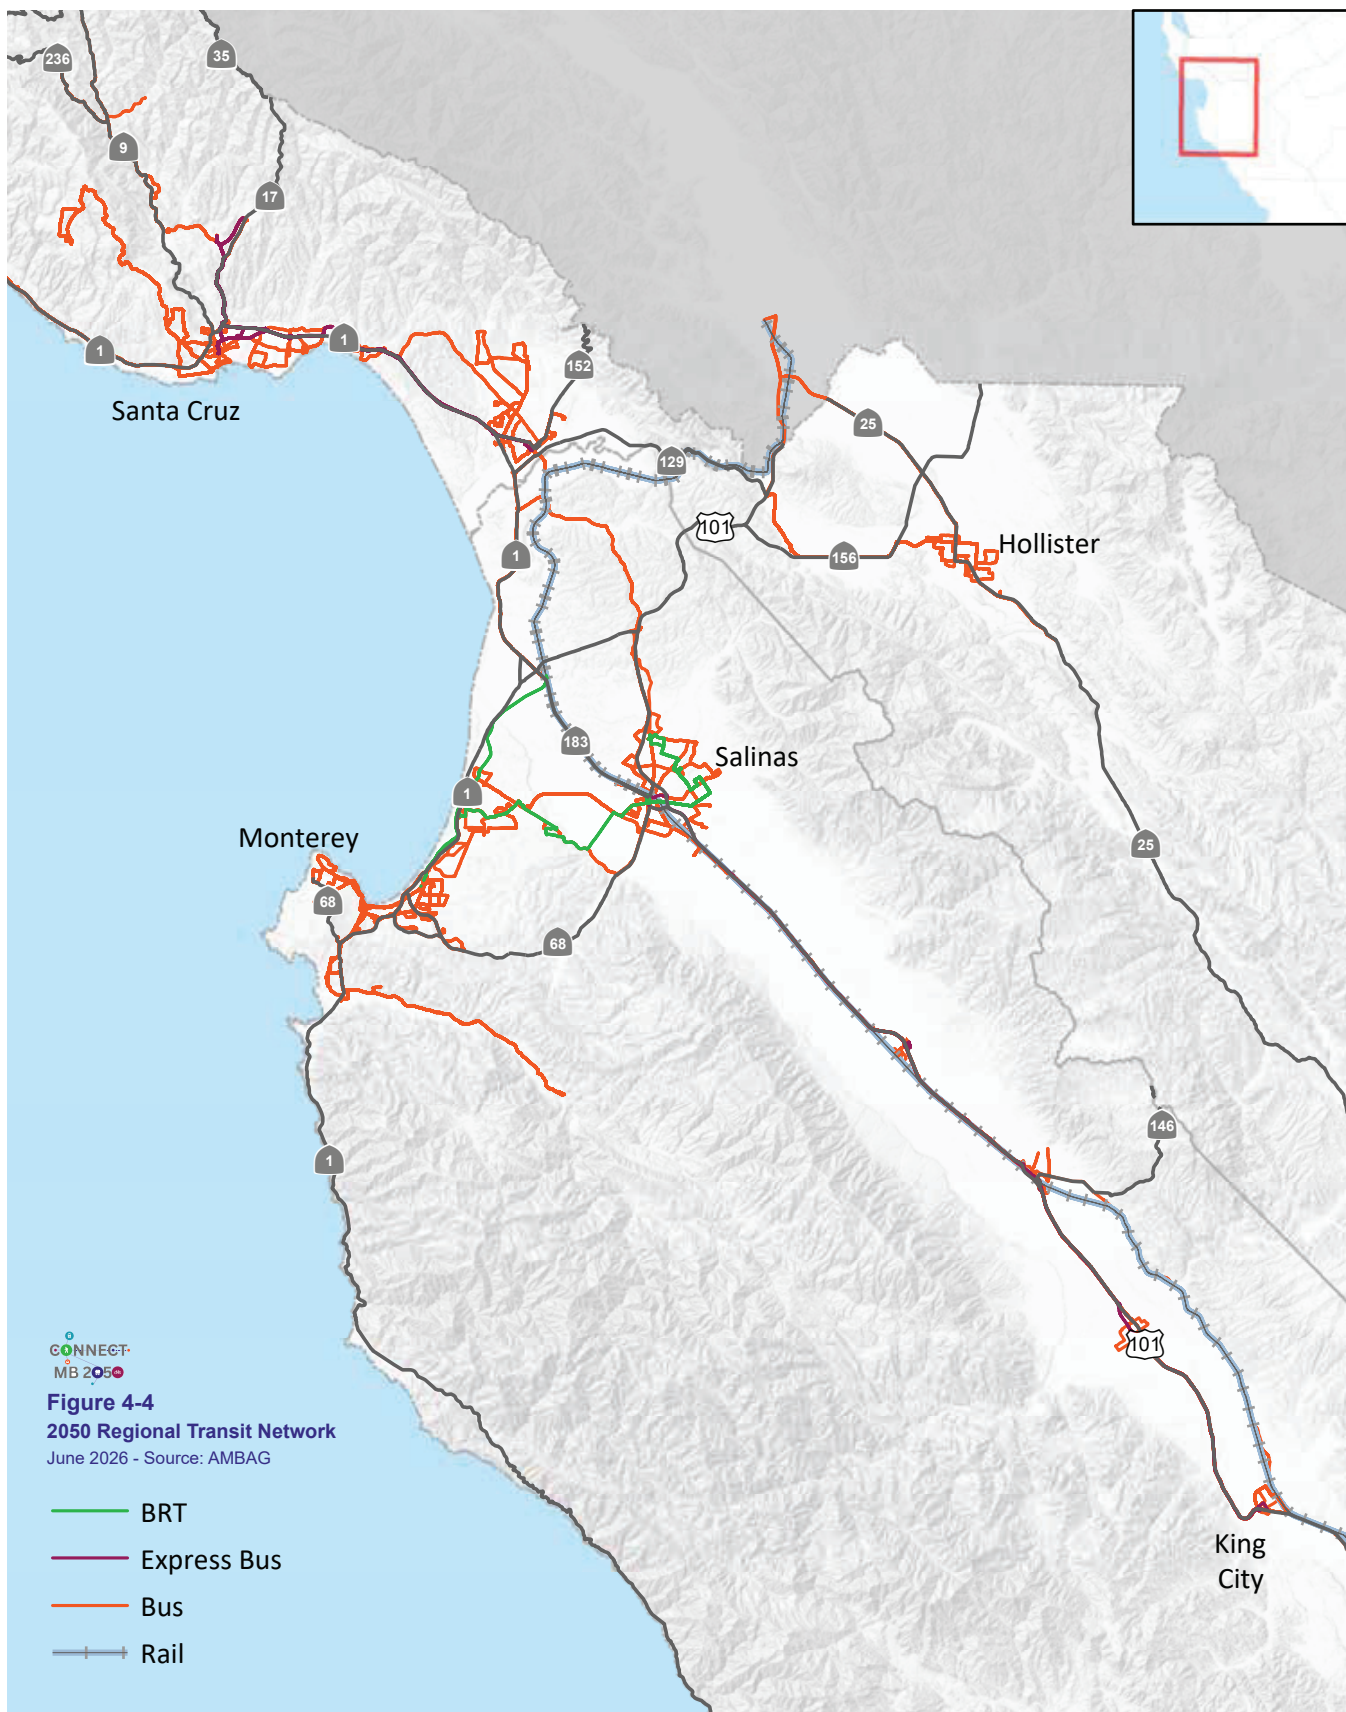 236
35
9
17
1
1
152
Santa Cruz
25
129
101
1
156
Hollister
183
Salinas
1
Monterey
25
68
68
146
1
101
CONNECT
MB 2050
Figure 4-4
2050 Regional Transit Network
June 2026 - Source: AMBAG
BRT
Express Bus
Bus
Rail
King
City